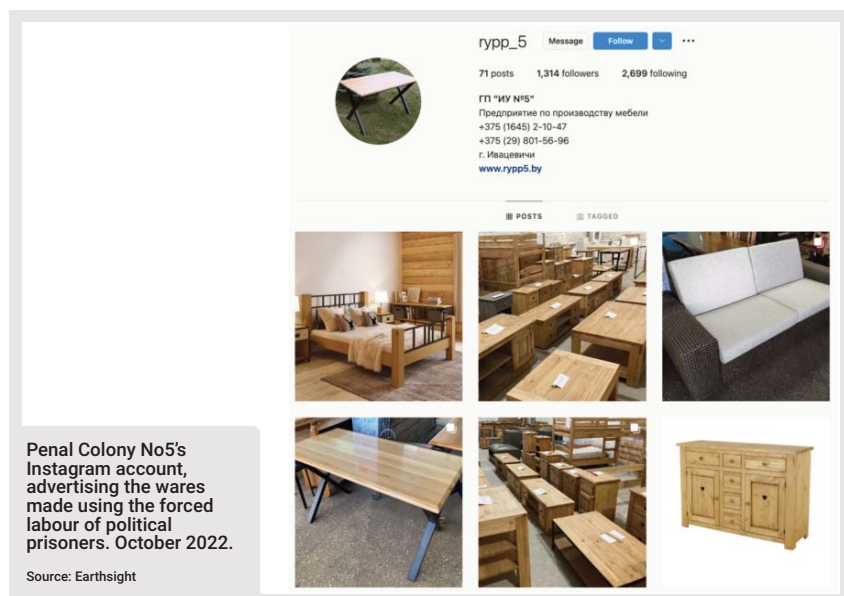 rypp_5 Message Follow
71 posts 1,314 followers 2,699 following
ГП "ИУ №5"
Предприятие по производству мебели
+375 (1645) 2-10-47
+375 (29) 801-56-96
г. Ивацевичи
www.rypp5.by
POSTS TAGGED
Penal Colony No5’s
Instagram account,
advertising the wares
made using the forced
labour of political
prisoners. October 2022.
Source: Earthsight